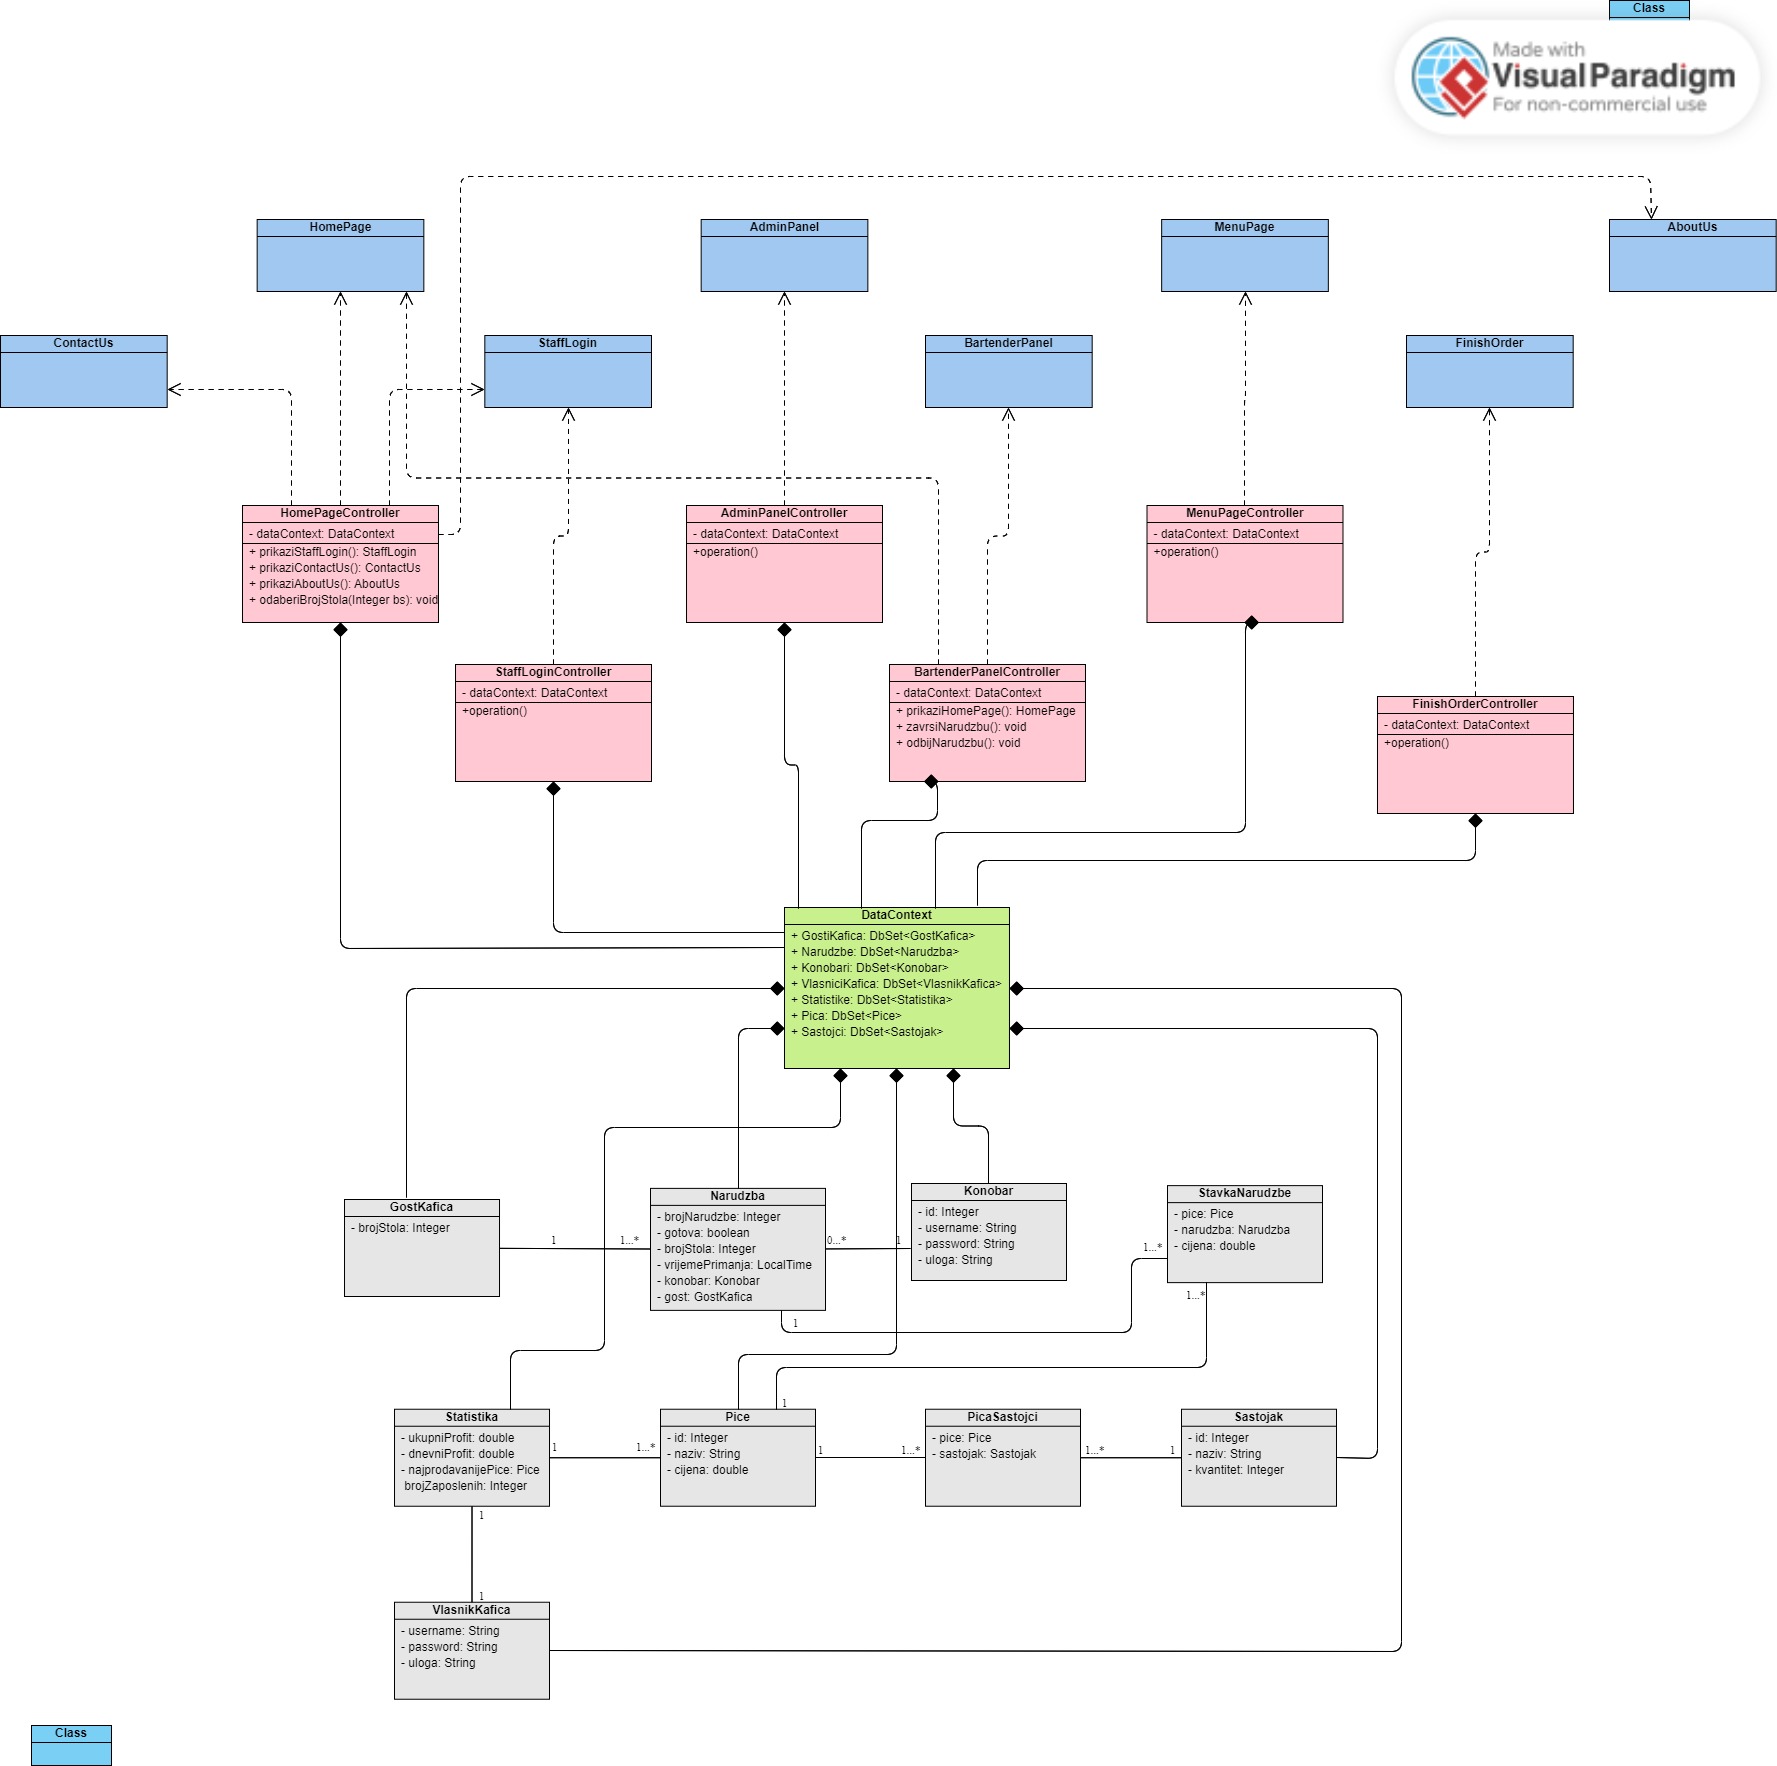 Class
Made with
Visual Paradigm
For non-commercial use
HomePage
AdminPanel
MenuPage
AboutUs
ContactUs
StaffLogin
BartenderPanel
FinishOrder
HomePageController
- dataContext: DataContext
+ prikaziStaffLogin(): StaffLogin
+ prikaziContactUs(): ContactUs
+ prikaziAboutUs(): AboutUs
+ odaberiBrojStola(Integer bs): void
AdminPanelController
- dataContext: DataContext
+operation()
MenuPageController
- dataContext: DataContext
+operation()
StaffLoginController
- dataContext: DataContext
+operation()
BartenderPanelController
- dataContext: DataContext
+ prikaziHomePage(): HomePage
+ zavrsiNarudzbu(): void
+ odbijNarudzbu(): void
FinishOrderController
- dataContext: DataContext
+operation()
DataContext
+ GostiKafica: DbSet<GostKafica>
+ Narudzbe: DbSet<Narudzba>
+ Konobari: DbSet<Konobar>
+ VlasniciKafica: DbSet<VlasnikKafica>
+ Statistike: DbSet<Statistika>
+ Pica: DbSet<Pice>
+ Sastojci: DbSet<Sastojak>
GostKafica
- brojStola: Integer
1
1...*
Narudzba
- brojNarudzbe: Integer
- gotova: boolean
- brojStola: Integer
- vrijemePrimanja: LocalTime
- konobar: Konobar
- gost: GostKafica
0...*
1
Konobar
- id: Integer
- username: String
- password: String
- uloga: String
StavkaNarudzbe
- pice: Pice
- narudzba: Narudzba
- cijena: double
1...*
1...*
1
1
Statistika
- ukupniProfit: double
- dnevniProfit: double
- najprodavanijePice: Pice
brojZaposlenih: Integer
1
1...*
Pice
- id: Integer
- naziv: String
- cijena: double
1
1...*
PicaSastojci
- pice: Pice
- sastojak: Sastojak
1...*
1
Sastojak
- id: Integer
- naziv: String
- kvantitet: Integer
1
1
VlasnikKafica
- username: String
- password: String
- uloga: String
Class